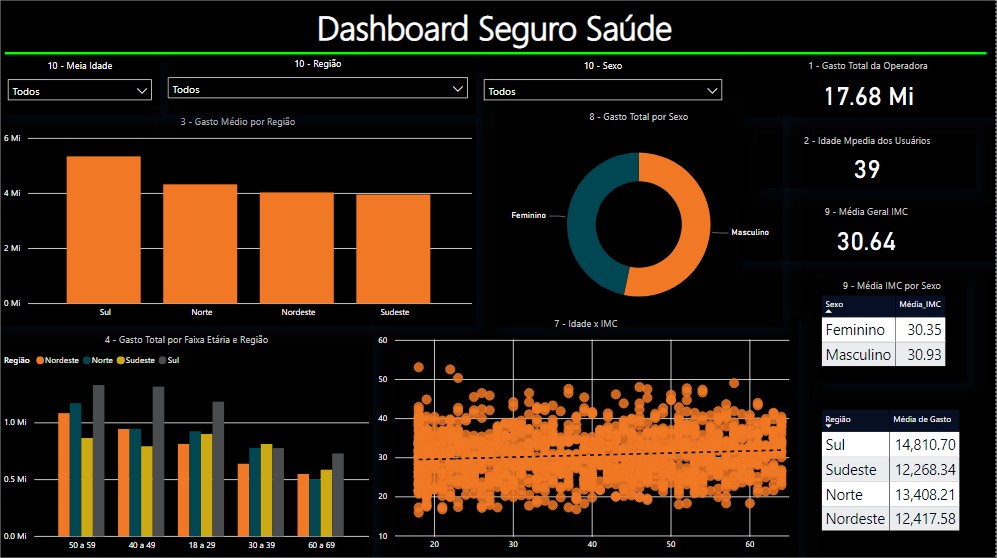 Dashboard Seguro Saúde
10 - Meia Idade
Todos
10 - Região
Todos
10 - Sexo
Todos
1 - Gasto Total da Operadora
17.68 Mi
3 - Gasto Médio por Região
6 Mi
4 Mi
2 Mi
0 Mi
Sul Norte Nordeste Sudeste
8 - Gasto Total por Sexo
Feminino
Masculino
2 - Idade Mpedia dos Usuários
39
9 - Média Geral IMC
30.64
9 - Média IMC por Sexo
Sexo Média_IMC
Feminino 30.35
Masculino 30.93
4 - Gasto Total por Faixa Etária e Região
Região Nordeste Norte Sudeste Sul
1.0 Mi
0.5 Mi
0.0 Mi
50 a 59 40 a 49 18 a 29 30 a 39 60 a 69
7 - Idade x IMC
60
50
40
30
20
10
20 30 40 50 60
Região Média de Gasto
Sul 14,810.70
Sudeste 12,268.34
Norte 13,408.21
Nordeste 12,417.58